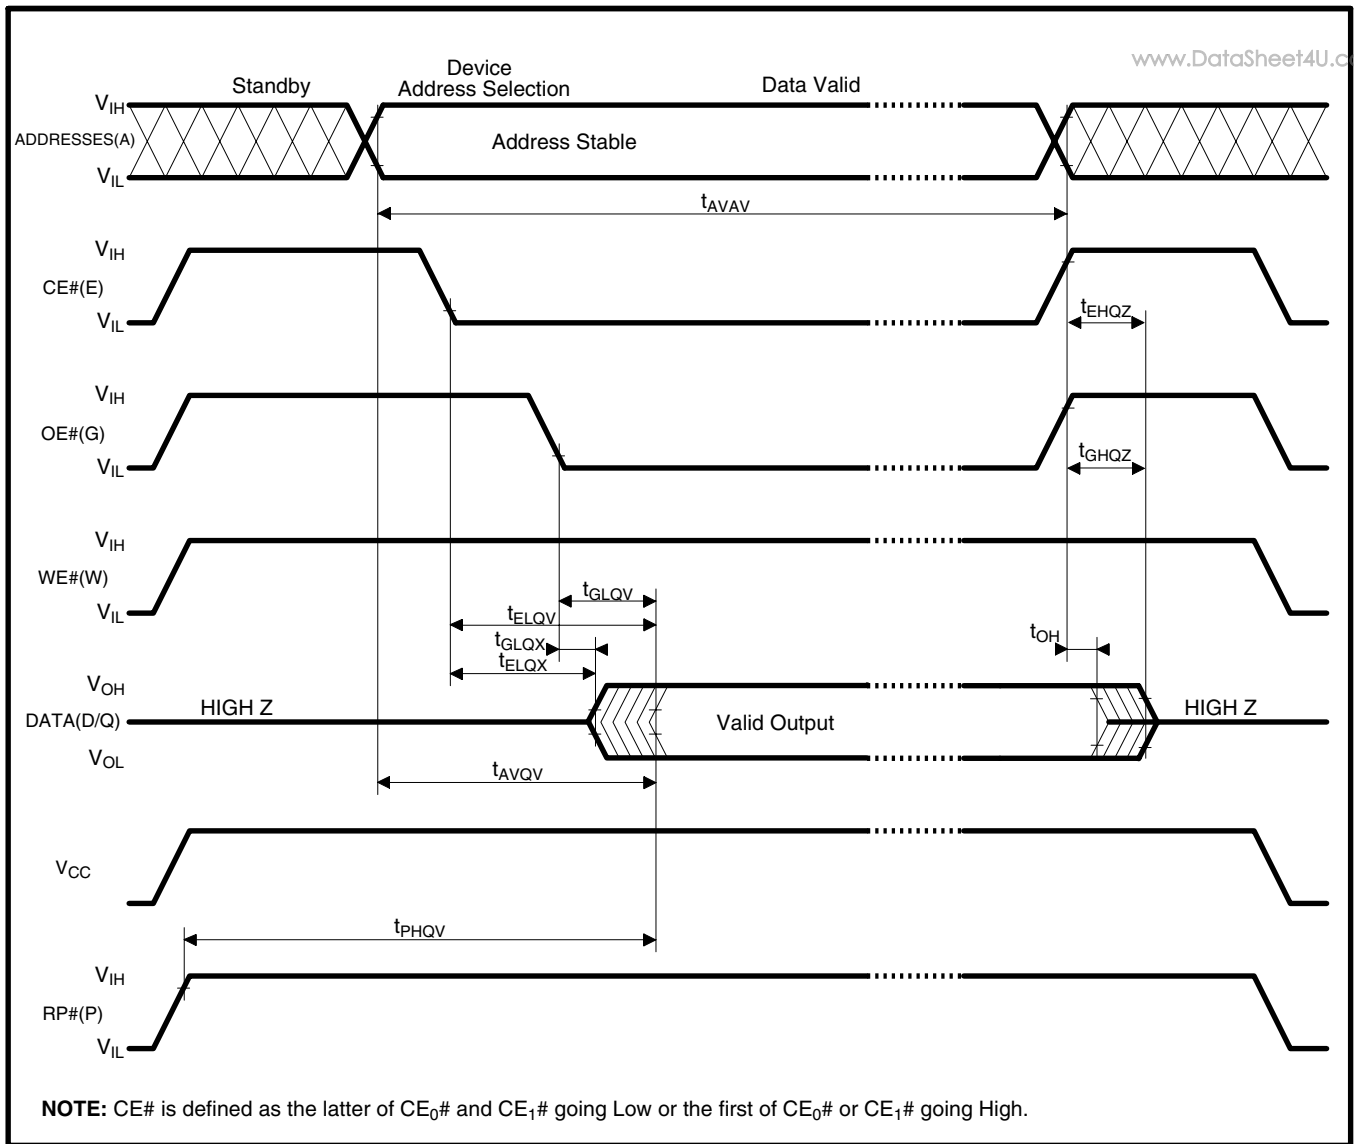 www.DataSheet4U.co
Standby
Device
Address Selection
Data Valid
VIH
ADDRESSES(A)
Address Stable
VIL
tAVAV
VIH
CE#(E)
VIL
tEHQZ
VIH
OE#(G)
VIL
tGHQZ
VIH
WE#(W)
VIL
tGLQV
tELQV
tGLQX
tELQX
tOH
VOH
DATA(D/Q)
HIGH Z
Valid Output
HIGH Z
VOL
tAVQV
VCC
tPHQV
VIH
RP#(P)
VIL
NOTE: CE# is defined as the latter of CE0# and CE1# going Low or the first of CE0# or CE1# going High.